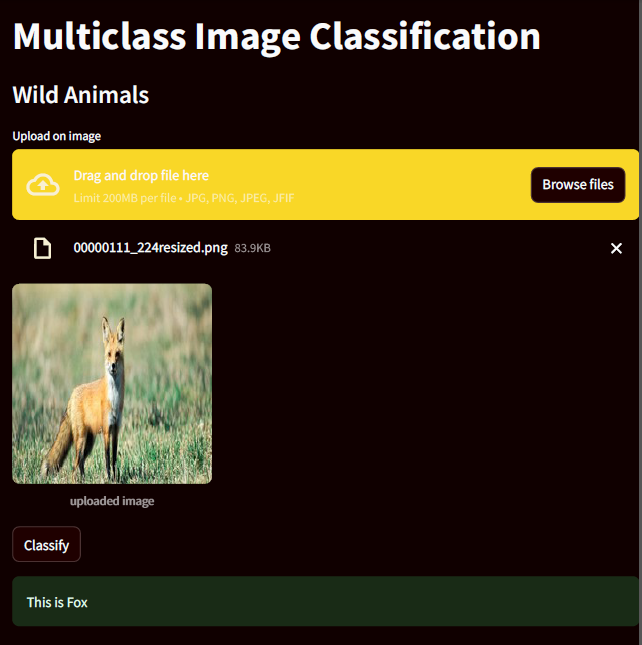 Multiclass Image Classification
Wild Animals
Upload on image
Drag and drop file here
Limit 200MB per file • JPG, PNG, JPEG, JFIF
Browse files
00000111_224resized.png 83.9KB
uploaded image
Classify
This is Fox